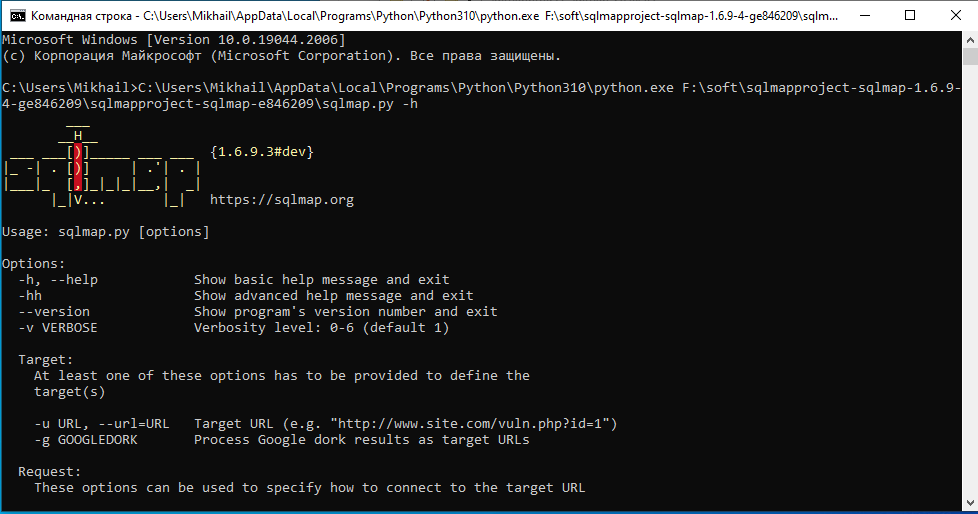 Командная строка - C:\Users\Mikhail\AppData\Local\Programs\Python\Python310\python.exe F:\soft\sqlmapproject-sqlmap-1.6.9-4-ge846209\sqlm...
Microsoft Windows [Version 10.0.19044.2006]
(c) Корпорация Майкрософт (Microsoft Corporation). Все права защищены.
C:\Users\Mikhail>C:\Users\Mikhail\AppData\Local\Programs\Python\Python310\python.exe F:\soft\sqlmapproject-sqlmap-1.6.9-
4-ge846209\sqlmapproject-sqlmap-e846209\sqlmap.py -h
        ___
       __H__
 ___ ___[)]_____ ___ ___  {1.6.9.3#dev}
|_ -| . [)]     | .'| . |
|___|_  [,]_|_|_|__,|  _|
      |_|V...       |_|   https://sqlmap.org
Usage: sqlmap.py [options]
Options:
-h, --help Show basic help message and exit
-hh Show advanced help message and exit
--version Show program's version number and exit
-v VERBOSE Verbosity level: 0-6 (default 1)
Target:
At least one of these options has to be provided to define the
target(s)
-u URL, --url=URL Target URL (e.g. "http://www.site.com/vuln.php?id=1")
-g GOOGLEDORK Process Google dork results as target URLs
Request:
These options can be used to specify how to connect to the target URL